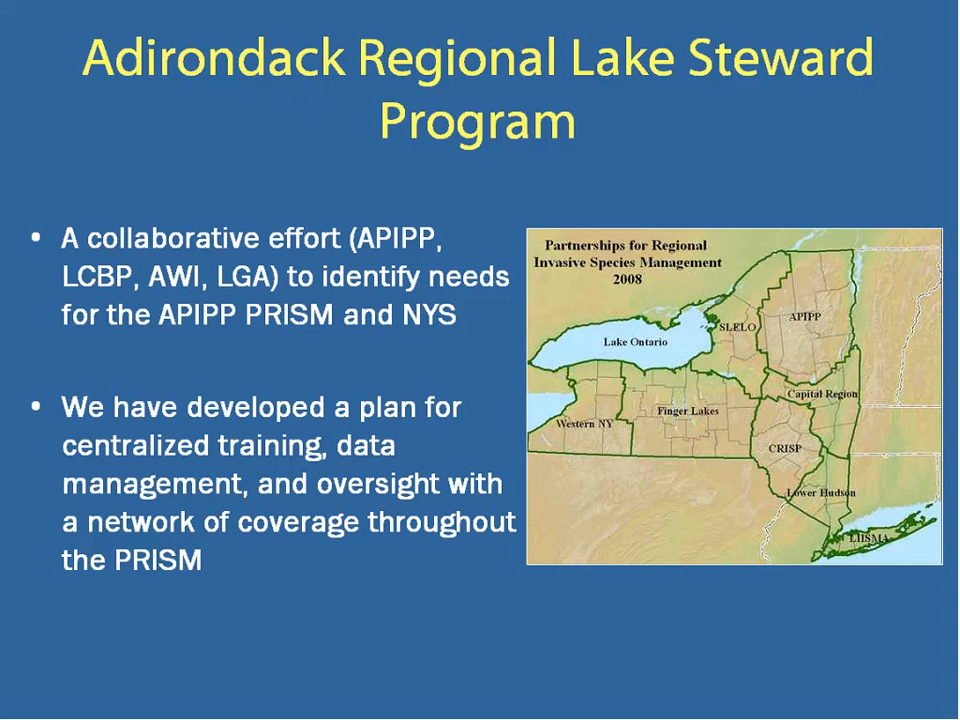 Adirondack Regional Lake Steward
Program
• A collaborative effort (APIPP,
LCBP, AWI, LGA) to identify needs
for the APIPP PRISM and NYS
• We have developed a plan for
centralized training, data
management, and oversight with
a network of coverage throughout
the PRISM
Partnerships for Regional
Invasive Species Management
2008
SLELO
APIPP
Lake Ontario
Capital Region
Finger Lakes
Western NY
CRISP
Lower Hudson
LIISMA